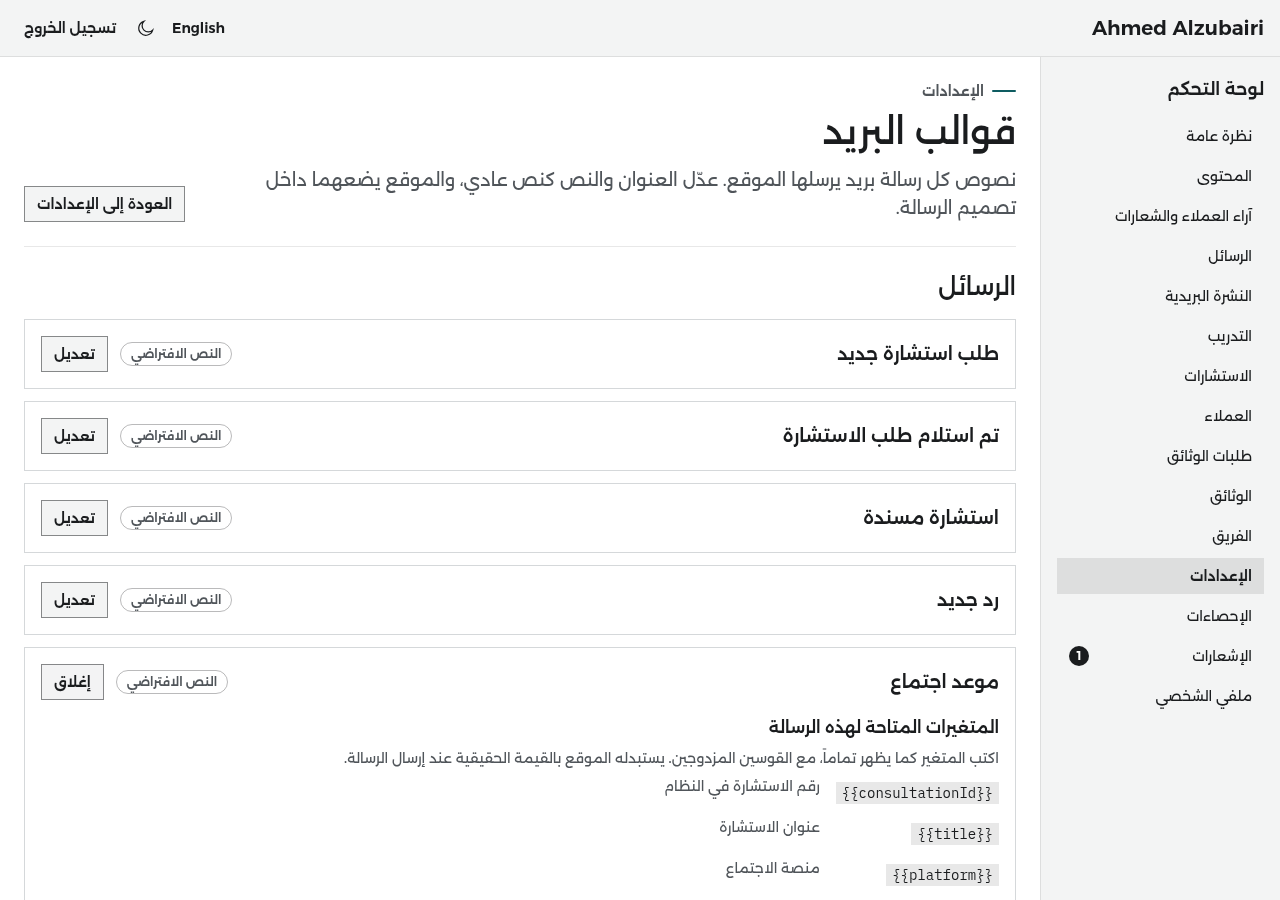 Ahmed Alzubairi
English
تسجيل الخروج
لوحة التحكم
نظرة عامة
المحتوى
آراء العملاء والشعارات
الرسائل
النشرة البريدية
التدريب
الاستشارات
العملاء
طلبات الوثائق
الوثائق
الفريق
الإعدادات
الإحصاءات
الإشعارات 1
ملفي الشخصي
الإعدادات
قوالب البريد
نصوص كل رسالة بريد يرسلها الموقع. عدّل العنوان والنص كنص عادي، والموقع يضعهما داخل
تصميم الرسالة.
العودة إلى الإعدادات
الرسائل
طلب استشارة جديد النص الافتراضي تعديل
تم استلام طلب الاستشارة النص الافتراضي تعديل
استشارة مسندة النص الافتراضي تعديل
رد جديد النص الافتراضي تعديل
موعد اجتماع النص الافتراضي إغلاق
المتغيرات المتاحة لهذه الرسالة
اكتب المتغير كما يظهر تماماً، مع القوسين المزدوجين. يستبدله الموقع بالقيمة الحقيقية عند إرسال الرسالة.
{{consultationId}} رقم الاستشارة في النظام
{{title}} عنوان الاستشارة
{{platform}} منصة الاجتماع